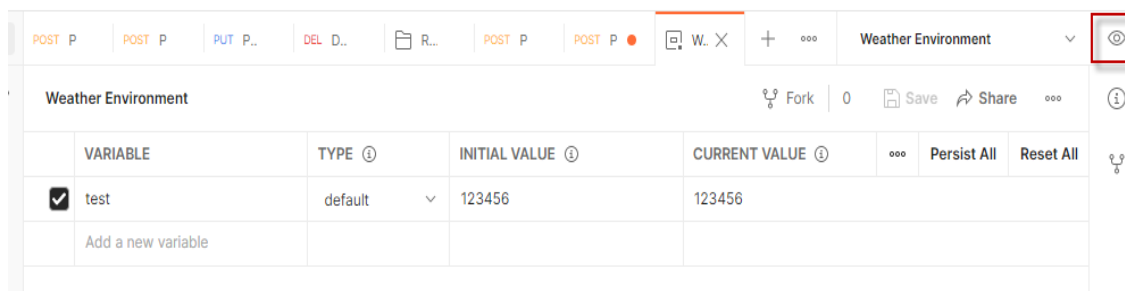 POST P POST P PUT P.. DEL D.. R... POST P POST P W.. Weather Environment
Weather Environment Fork 0 Save Share
VARIABLE TYPE INITIAL VALUE CURRENT VALUE Persist All Reset All
test default 123456 123456
Add a new variable